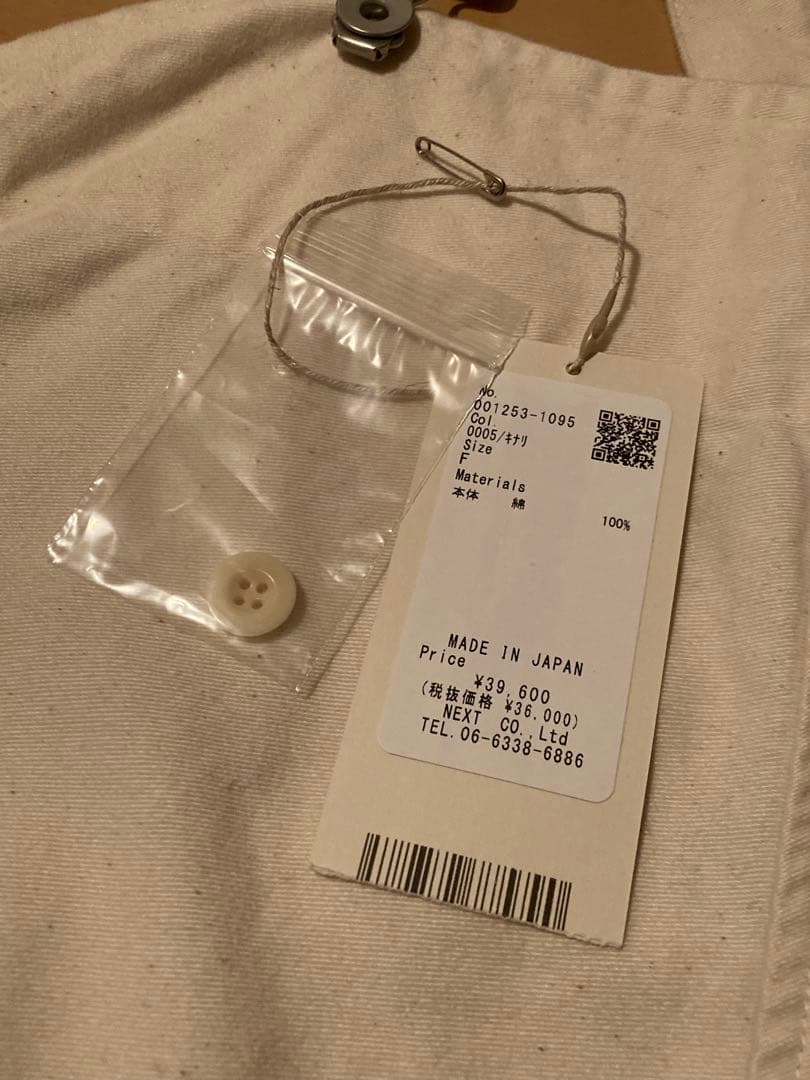 No.
001253-1095
Col.
0005/ｷﾅﾘ
Size
F
Materials
本体 綿
100%
MADE IN JAPAN
Price
¥39,600
(税抜価格 ¥36,000)
NEXT CO.,Ltd
TEL.06-6338-6886